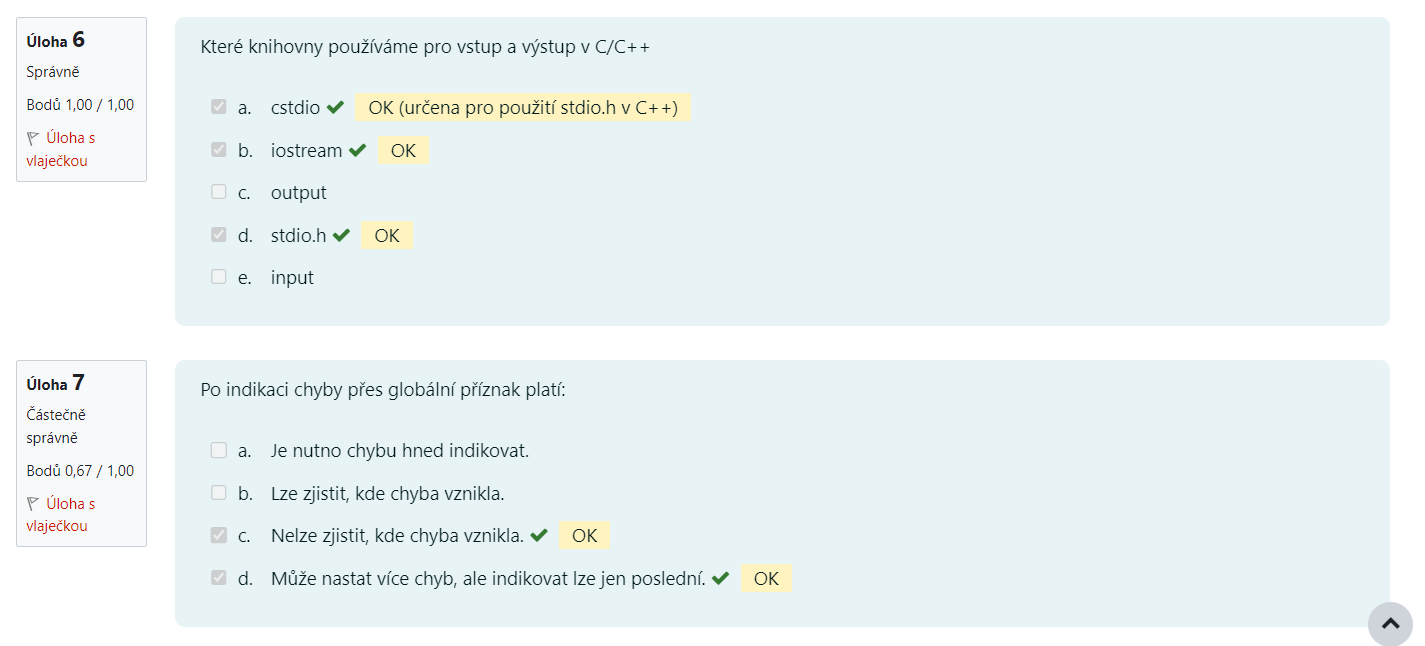 Úloha 6
Správně
Bodů 1,00 / 1,00
Úloha s
vlaječkou
Které knihovny používáme pro vstup a výstup v C/C++
a. cstdio OK (určena pro použití stdio.h v C++)
b. iostream OK
c. output
d. stdio.h OK
e. input
Úloha 7
Částečně
správně
Bodů 0,67 / 1,00
Úloha s
vlaječkou
Po indikaci chyby přes globální příznak platí:
a. Je nutno chybu hned indikovat.
b. Lze zjistit, kde chyba vznikla.
c. Nelze zjistit, kde chyba vznikla. OK
d. Může nastat více chyb, ale indikovat lze jen poslední. OK